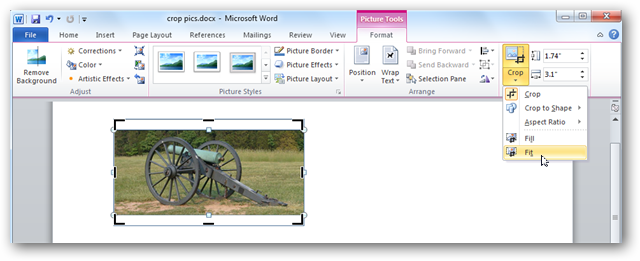 crop pics.docx - Microsoft Word
Picture Tools
File Home Insert Page Layout References Mailings Review View Format
Remove Background
Corrections
Color
Artistic Effects
Adjust
Picture Styles
Picture Border
Picture Effects
Picture Layout
Position
Wrap Text
Bring Forward
Send Backward
Selection Pane
Arrange
Crop
1.74"
3.1"
Crop
Crop to Shape
Aspect Ratio
Fill
Fit